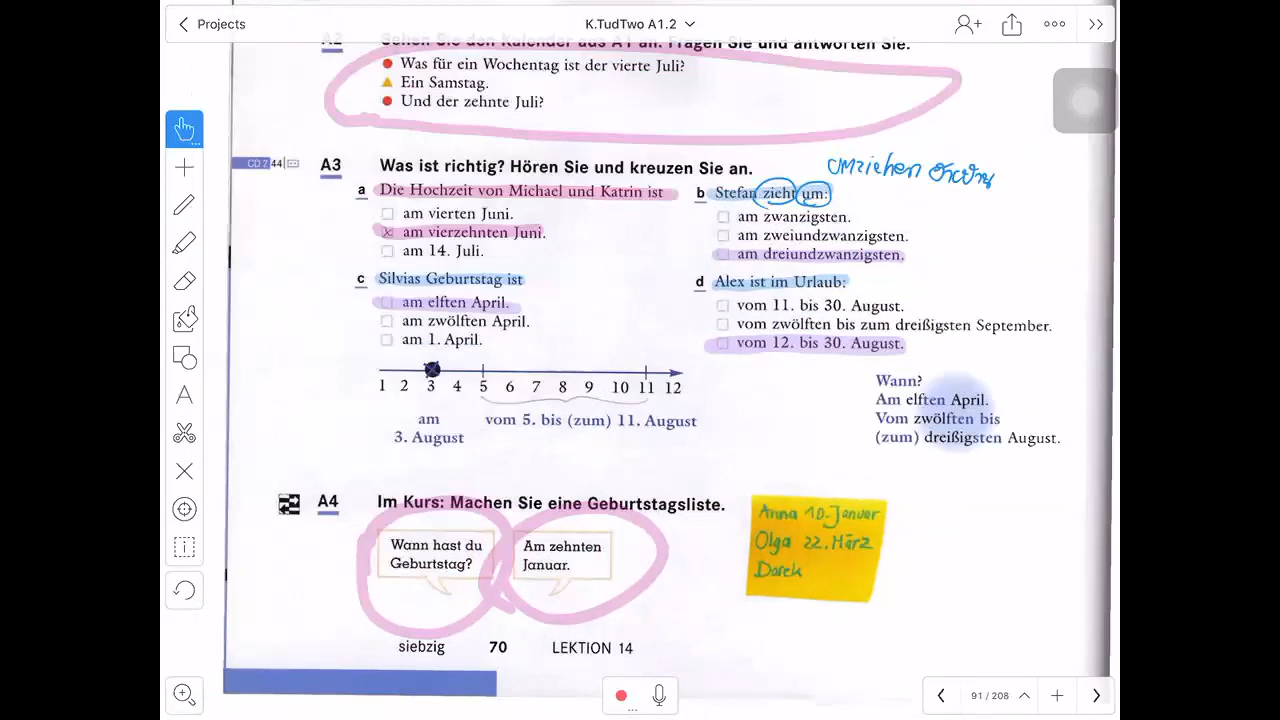 Projects
K.TudTwo A1.2
A2 Sehen Sie den Kalender aus A1 an. Fragen Sie und antworten Sie.
Was für ein Wochentag ist der vierte Juli?
Ein Samstag.
Und der zehnte Juli?
CD 2 44
A3 Was ist richtig? Hören Sie und kreuzen Sie an.
umziehen
a Die Hochzeit von Michael und Katrin ist
am vierten Juni.
x am vierzehnten Juni.
am 14. Juli.
b Stefan zieht um:
am zwanzigsten.
am zweiundzwanzigsten.
am dreiundzwanzigsten.
c Silvias Geburtstag ist
am elften April.
am zwölften April.
am 1. April.
d Alex ist im Urlaub:
vom 11. bis 30. August.
vom zwölften bis zum dreißigsten September.
vom 12. bis 30. August.
1 2 3 4 5 6 7 8 9 10 11 12
am
3. August
vom 5. bis (zum) 11. August
Wann?
Am elften April.
Vom zwölften bis
(zum) dreißigsten August.
A4 Im Kurs: Machen Sie eine Geburtstagsliste.
Wann hast du
Geburtstag?
Am zehnten
Januar.
Anna 10. Januar
Olga 22. März
Darek
siebzig 70 LEKTION 14
91 / 208